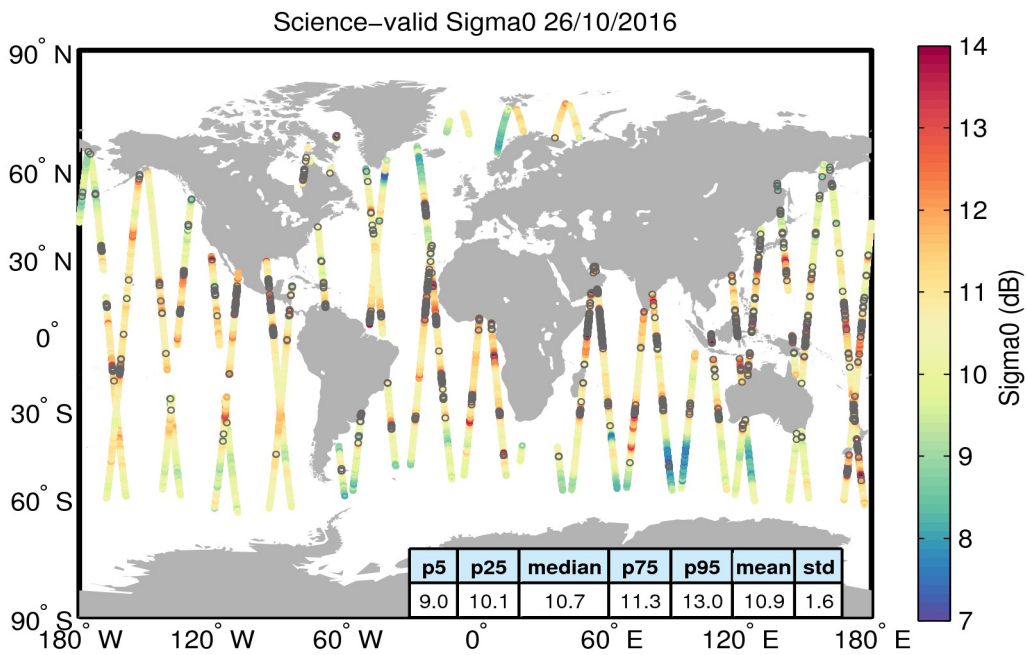 Science−valid Sigma0 26/10/2016
90° N
60° N
30° N
0°
30° S
60° S
90° S
180° W
120° W
60° W
0°
60° E
120° E
180° E
p5 p25 median p75 p95 mean std
9.0 10.1 10.7 11.3 13.0 10.9 1.6
14
13
12
11
10
9
8
7
Sigma0 (dB)